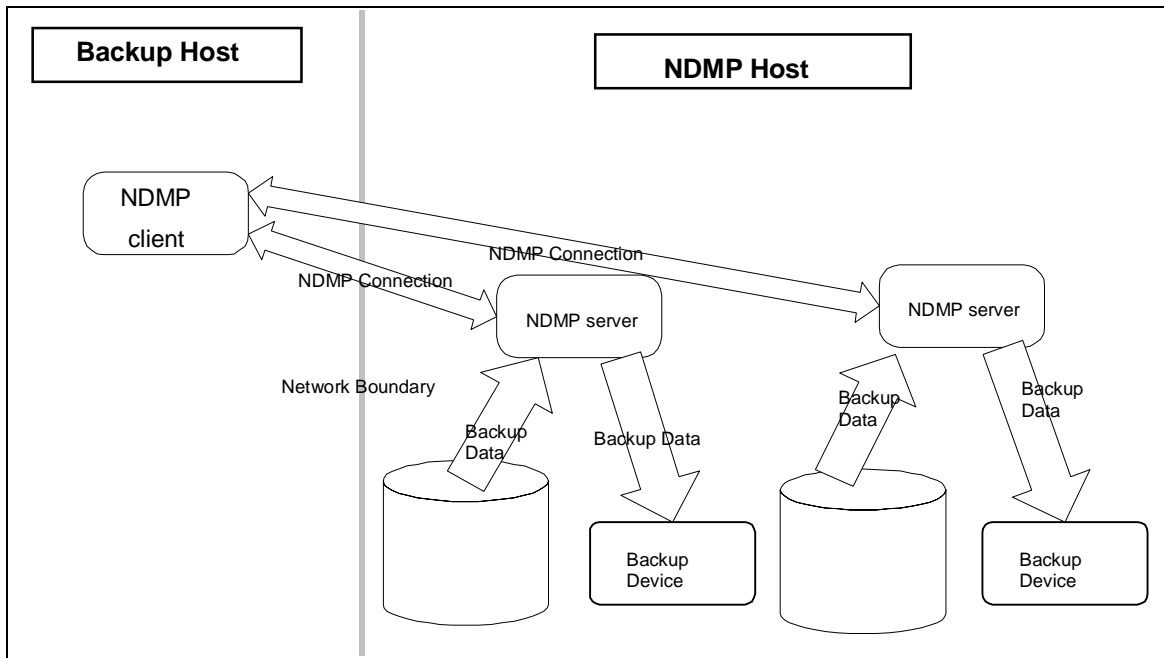 Backup Host
NDMP Host
NDMP
client
NDMP Connection
NDMP Connection
NDMP server
NDMP server
Network Boundary
Backup
Data
Backup Data
Backup
Data
Backup
Data
Backup
Device
Backup
Device